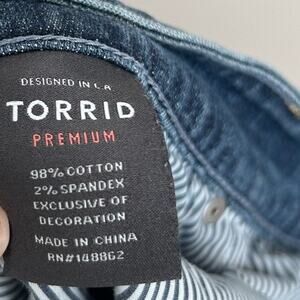 DESIGNED IN L.A
TORRID
PREMIUM
98% COTTON
2% SPANDEX
EXCLUSIVE OF
DECORATION
MADE IN CHINA
RN#148862